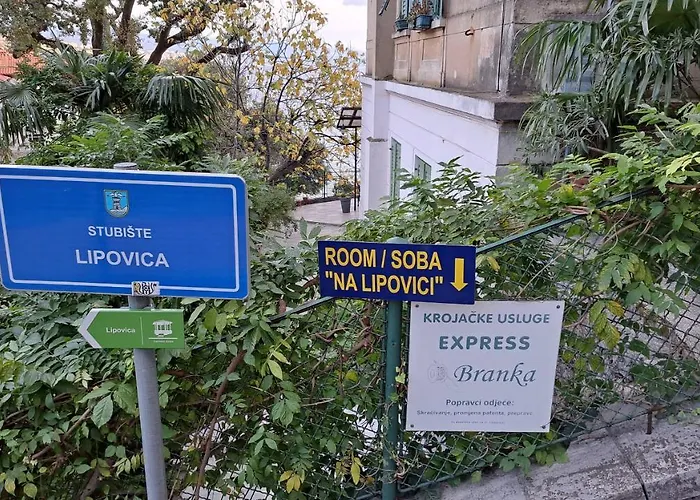 STUBIŠTE
LIPOVICA
Lipovica
ROOM / SOBA
"NA LIPOVICI"
KROJAČKE USLUGE
EXPRESS
Branka
Popravci odjeće: